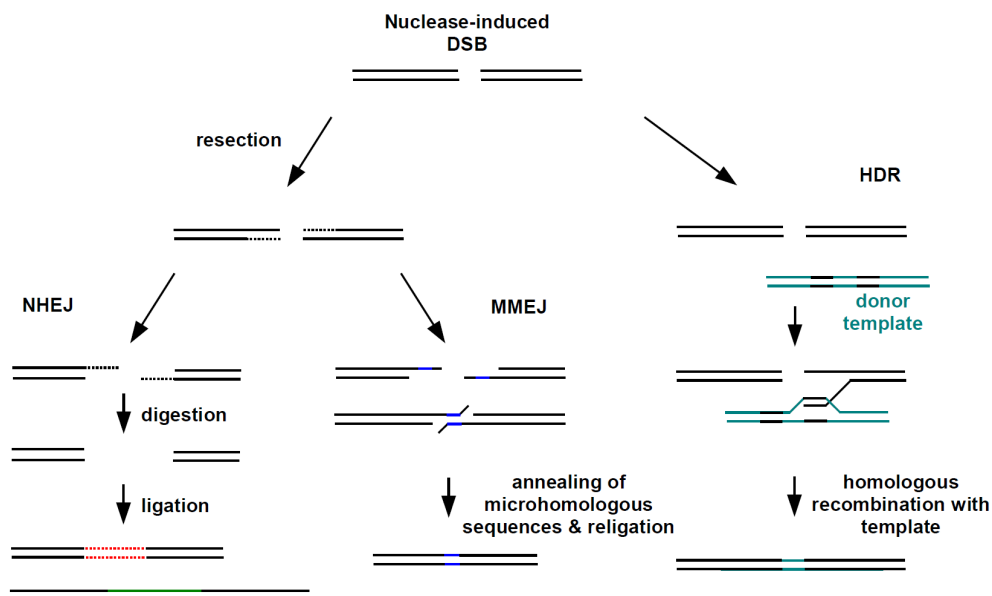 Nuclease-induced
DSB
resection
HDR
NHEJ
MMEJ
donor
template
digestion
ligation
annealing of
microhomologous
sequences & religation
homologous
recombination with
template